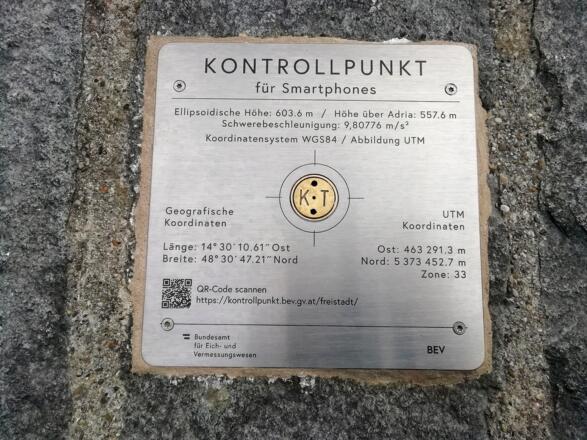 KONTROLLPUNKT
für Smartphones
Ellipsoidische Höhe: 603.6 m / Höhe über Adria: 557.6 m
Schwerebeschleunigung: 9,80776 m/s²
Koordinatensystem WGS84 / Abbildung UTM
K T
Geografische
Koordinaten
Länge: 14° 30' 10.61" Ost
Breite: 48° 30' 47.21" Nord
UTM
Koordinaten
Ost: 463 291.3 m
Nord: 5 373 452.7 m
Zone: 33
QR-Code scannen
https://kontrollpunkt.bev.gv.at/freistadt/
Bundesamt
für Eich- und
Vermessungswesen
BEV